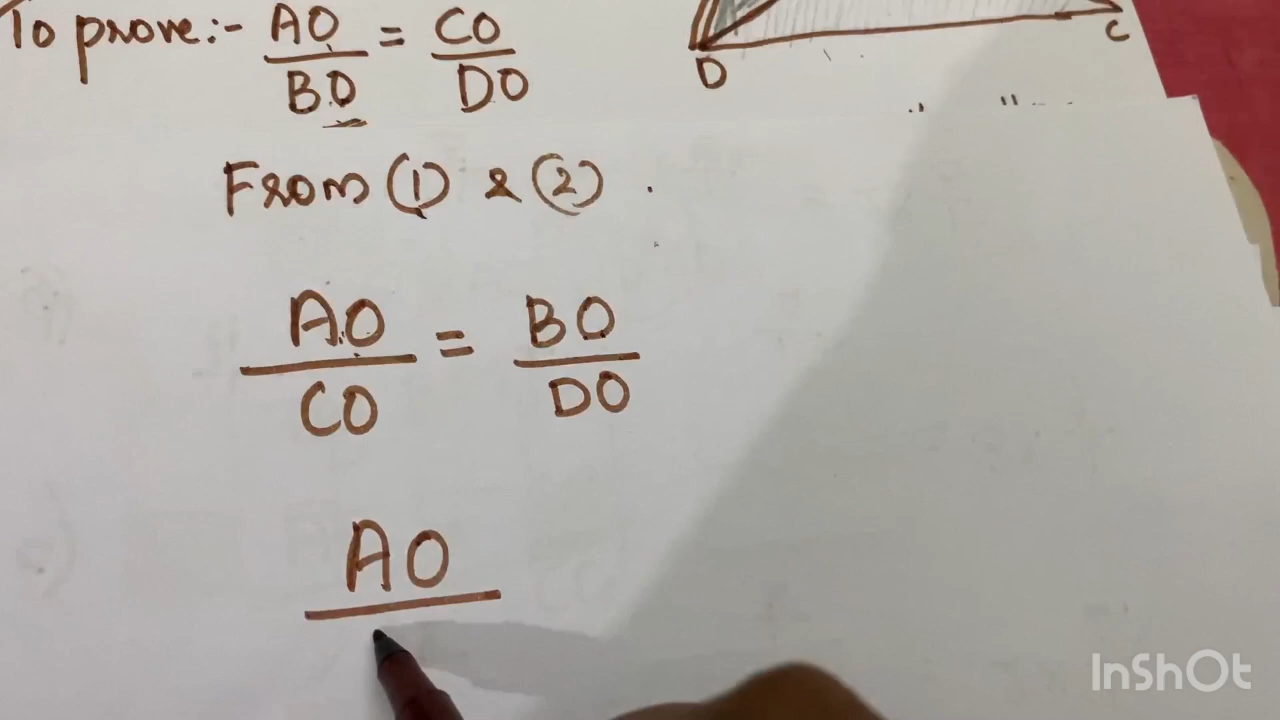 To prove:- AO/BO = CO/DO
D
C
From (1) & (2)
AO/CO = BO/DO
AO
InShOt